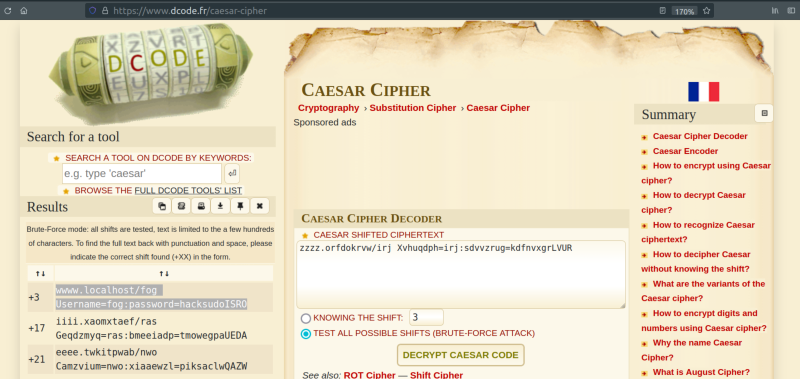 https://www.dcode.fr/caesar-cipher
170%
DCODE
Search for a tool
SEARCH A TOOL ON DCODE BY KEYWORDS:
e.g. type 'caesar'
BROWSE THE FULL DCODE TOOLS' LIST
Results
Brute-Force mode: all shifts are tested, text is limited to the a few hundreds
of characters. To find the full text back with punctuation and space, please
indicate the correct shift found (+XX) in the form.
↑↓ ↑↓
+3 wwww.localhost/fog
Username=fog:password=hacksudoISRO
+17 iiii.xaomxtaef/ras
Geqdzmyq=ras:bmeeiadp=tmowegpaUEDA
+21 eeee.twkitpwab/nwo
Camzvium=nwo:xiaaewzl=piksaclwQAZW
CAESAR CIPHER
Cryptography › Substitution Cipher › Caesar Cipher
Sponsored ads
CAESAR CIPHER DECODER
CAESAR SHIFTED CIPHERTEXT
zzzz.orfdokrvw/irj Xvhuqdph=irj:sdvvzrug=kdfnvxgrLVUR
KNOWING THE SHIFT: 3
TEST ALL POSSIBLE SHIFTS (BRUTE-FORCE ATTACK)
DECRYPT CAESAR CODE
See also: ROT Cipher — Shift Cipher
Summary
Caesar Cipher Decoder
Caesar Encoder
How to encrypt using Caesar
cipher?
How to decrypt Caesar
cipher?
How to recognize Caesar
ciphertext?
How to decipher Caesar
without knowing the shift?
What are the variants of the
Caesar cipher?
How to encrypt digits and
numbers using Caesar cipher?
Why the name Caesar
Cipher?
What is August Cipher?